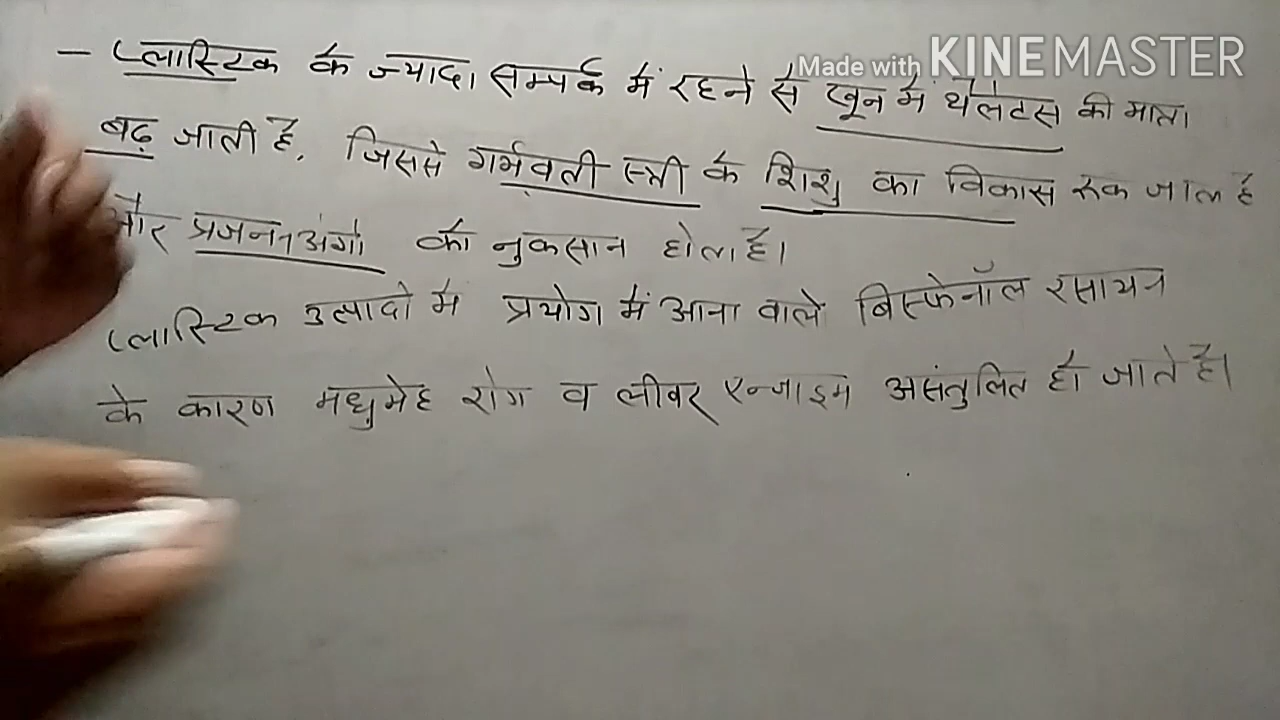 Made with KINEMASTER
- प्लास्टिक के ज्यादा सम्पर्क में रहने से खून में थैलेटस की मात्रा
बढ़ जाती है, जिससे गर्भवती स्त्री के शिशु का विकास रुक जाता है
और प्रजनन अंगो को नुकसान होता है।
प्लास्टिक उत्पादो में प्रयोग में आना वाले बिस्फेनॉल रसायन
के कारण मधुमेह रोग व लीवर एन्जाइम असंतुलित हो जाते है।